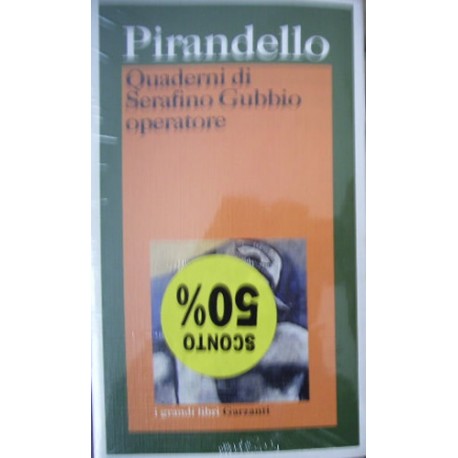 Pirandello
Quaderni di
Serafino Gubbio
operatore
SCONTO
50%
i grandi libri Garzanti